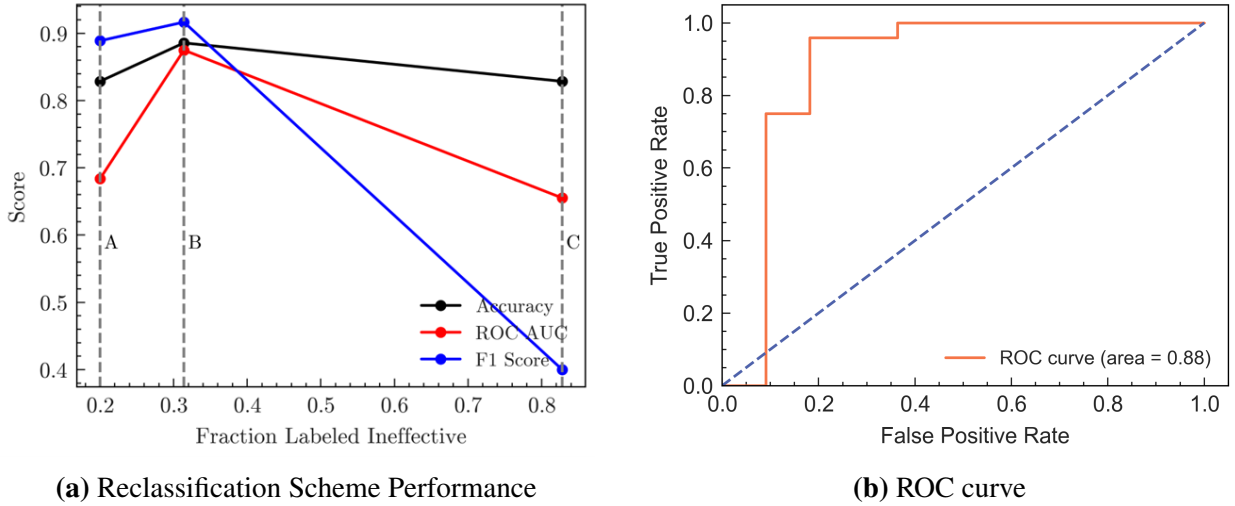 0.9
0.8
0.7
0.6
0.5
0.4
Score
A
B
C
Accuracy
ROC AUC
F1 Score
0.2 0.3 0.4 0.5 0.6 0.7 0.8
Fraction Labeled Ineffective
(a) Reclassification Scheme Performance
1.0
0.8
0.6
0.4
0.2
0.0
True Positive Rate
ROC curve (area = 0.88)
0.0 0.2 0.4 0.6 0.8 1.0
False Positive Rate
(b) ROC curve